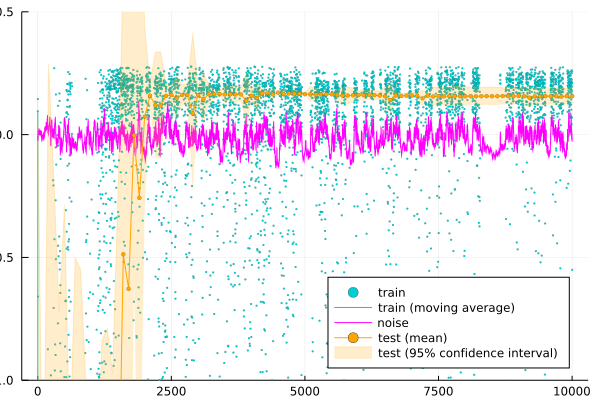 0.5
0.0
0.5
1.0
0
2500
5000
7500
10000
train
train (moving average)
noise
test (mean)
test (95% confidence interval)